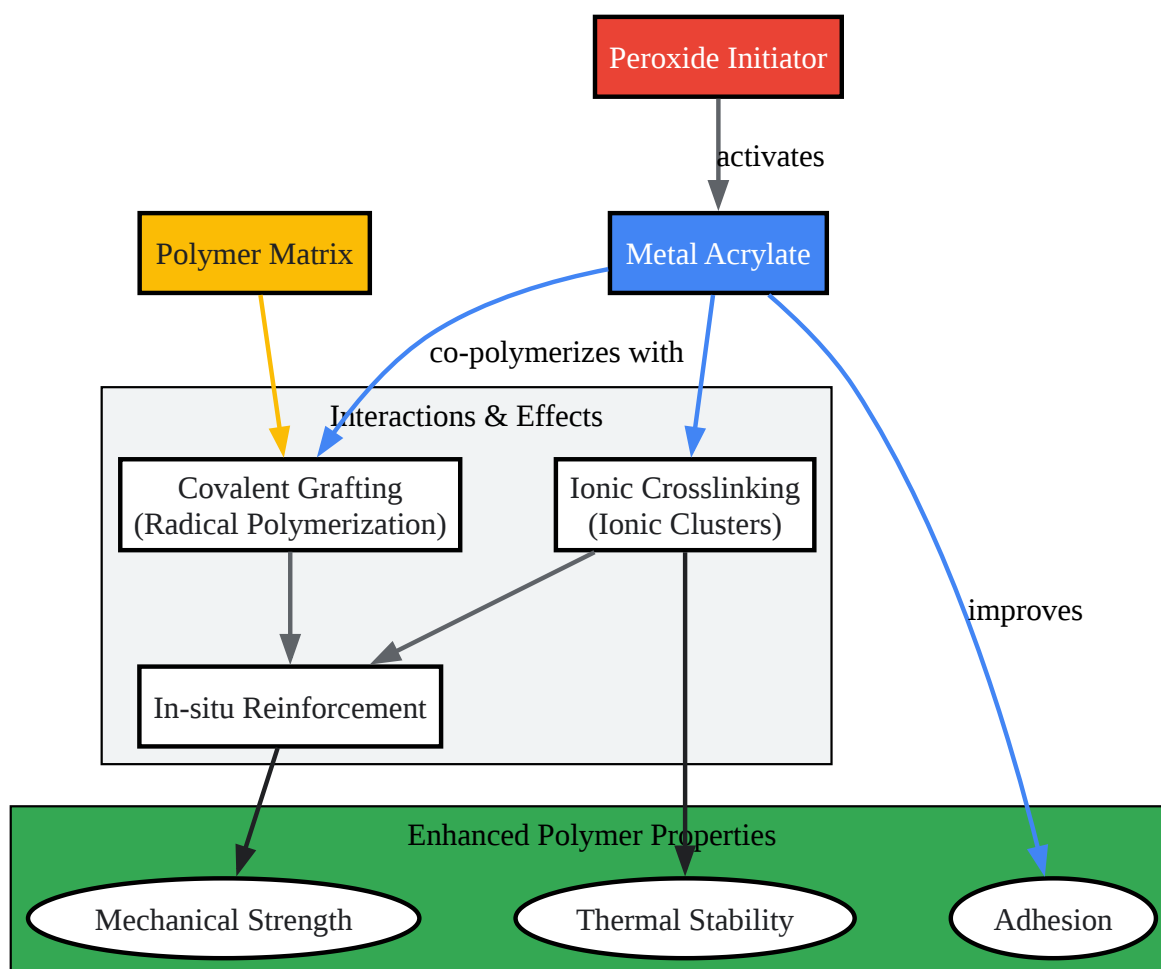 Peroxide Initiator
activates
Polymer Matrix
Metal Acrylate
co-polymerizes with
Interactions & Effects
Covalent Grafting
(Radical Polymerization)
Ionic Crosslinking
(Ionic Clusters)
improves
In-situ Reinforcement
Enhanced Polymer Properties
Mechanical Strength
Thermal Stability
Adhesion